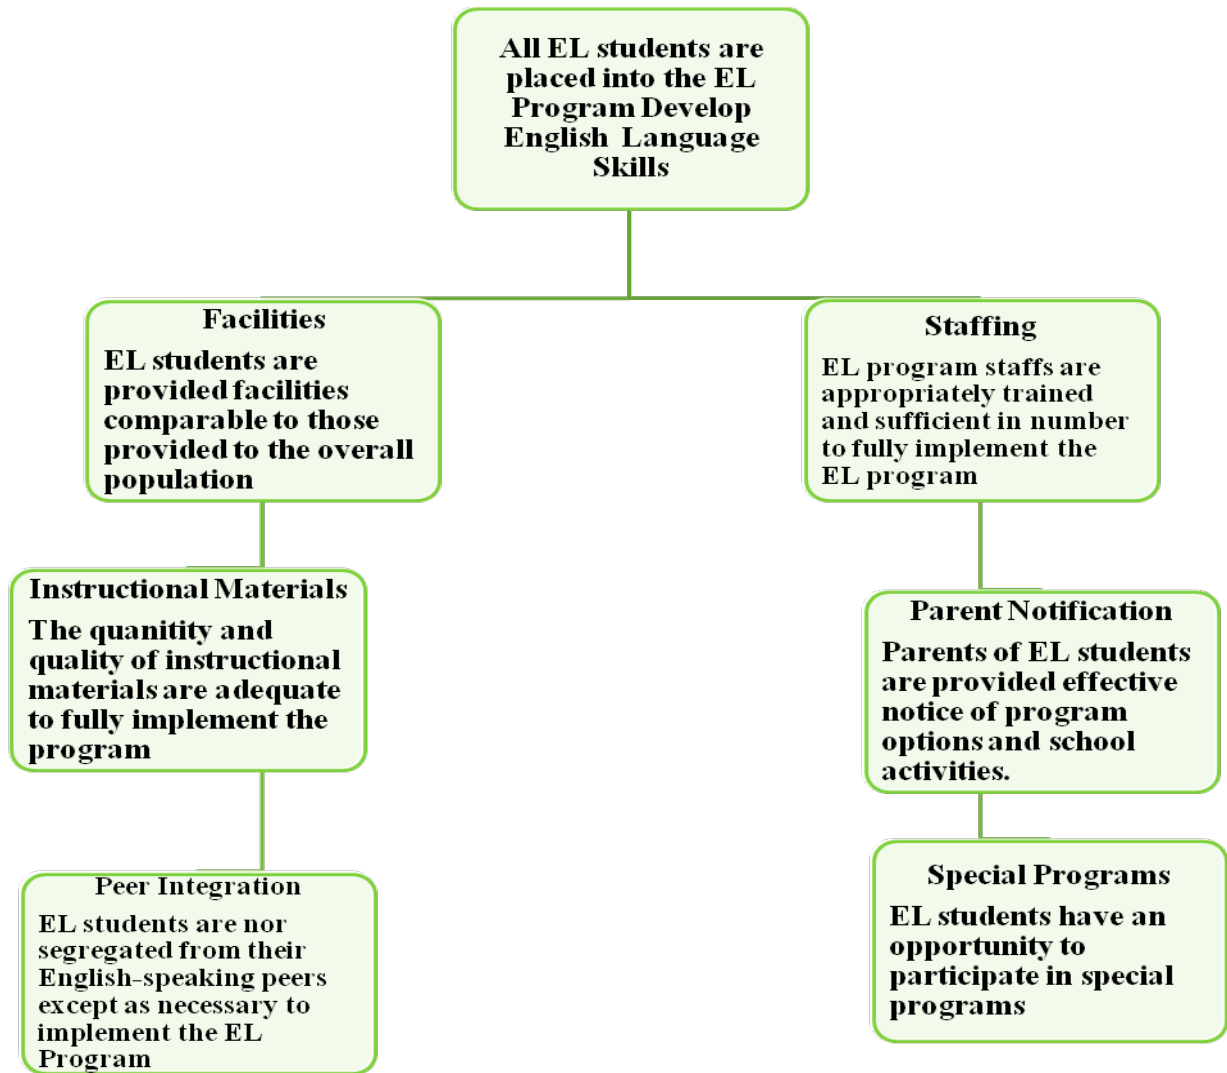 All EL students are
placed into the EL
Program Develop
English Language
Skills
Facilities
EL students are
provided facilities
comparable to those
provided to the overall
population
Staffing
EL program staffs are
appropriately trained
and sufficient in number
to fully implement the
EL program
Instructional Materials
The quanitity and
quality of instructional
materials are adequate
to fully implement the
program
Parent Notification
Parents of EL students
are provided effective
notice of program
options and school
activities.
Peer Integration
EL students are nor
segregated from their
English-speaking peers
except as necessary to
implement the EL
Program
Special Programs
EL students have an
opportunity to
participate in special
programs